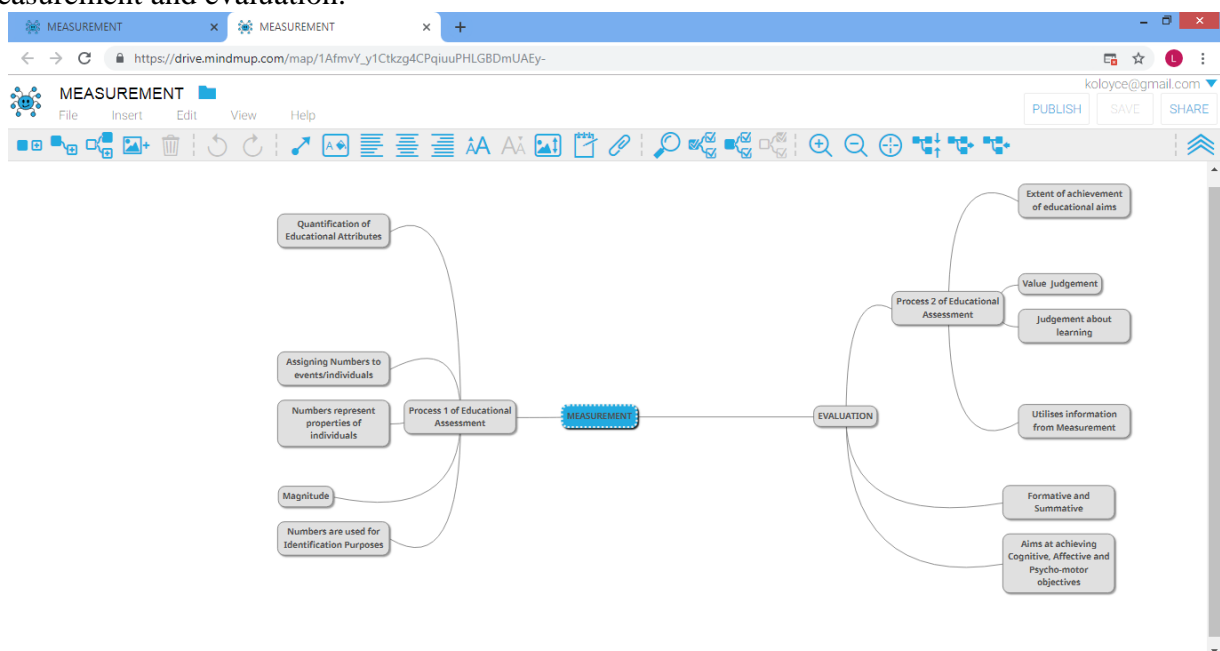 easurement and evaluation.
MEASUREMENT
MEASUREMENT
https://drive.mindmup.com/map/1AfmvY_y1Ctkzg4CPqiuuPHLGBDmUAEy-
L
MEASUREMENT
koloyce@gmail.com
File Insert Edit View Help
PUBLISH SAVE SHARE
Quantification of
Educational Attributes
Assigning Numbers to
events/individuals
Numbers represent
properties of
individuals
Magnitude
Numbers are used for
Identification Purposes
Process 1 of Educational
Assessment
MEASUREMENT
EVALUATION
Process 2 of Educational
Assessment
Extent of achievement
of educational aims
Value Judgement
Judgement about
learning
Utilises information
from Measurement
Formative and
Summative
Aims at achieving
Cognitive, Affective and
Psycho-motor
objectives